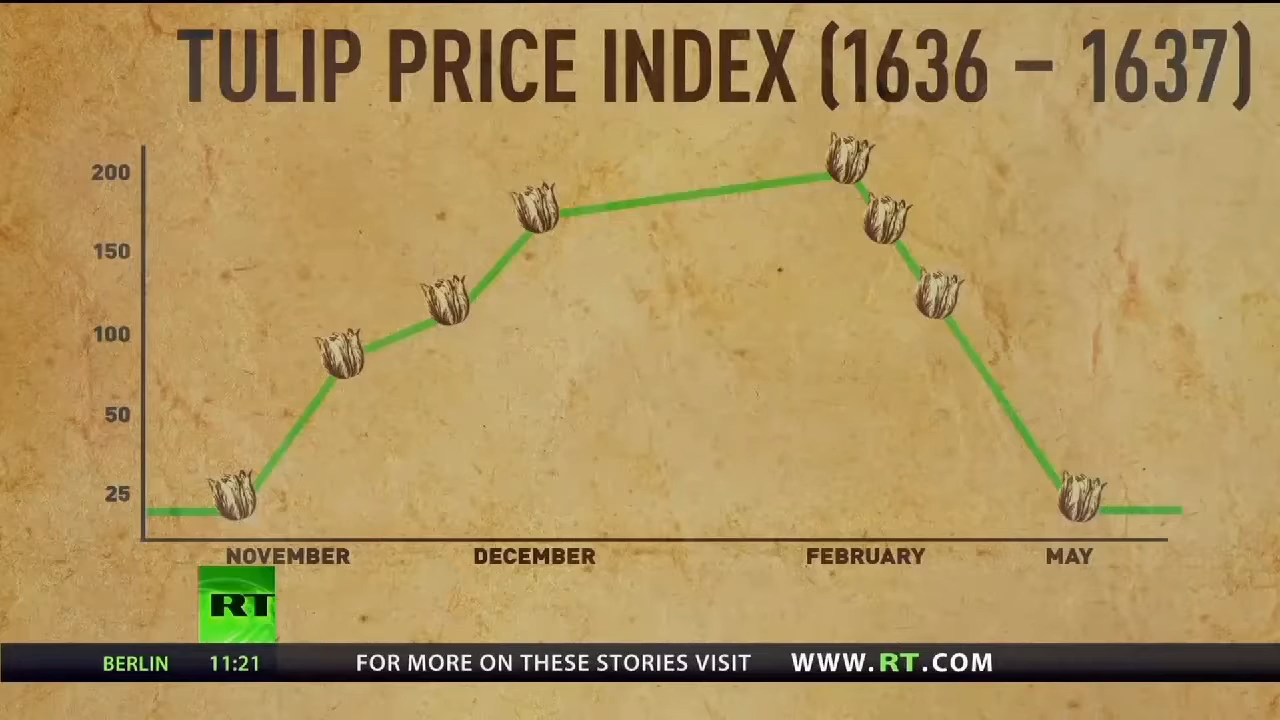 TULIP PRICE INDEX (1636 – 1637)
200
150
100
50
25
NOVEMBER DECEMBER FEBRUARY MAY
RT
BERLIN 11:21 FOR MORE ON THESE STORIES VISIT WWW.RT.COM